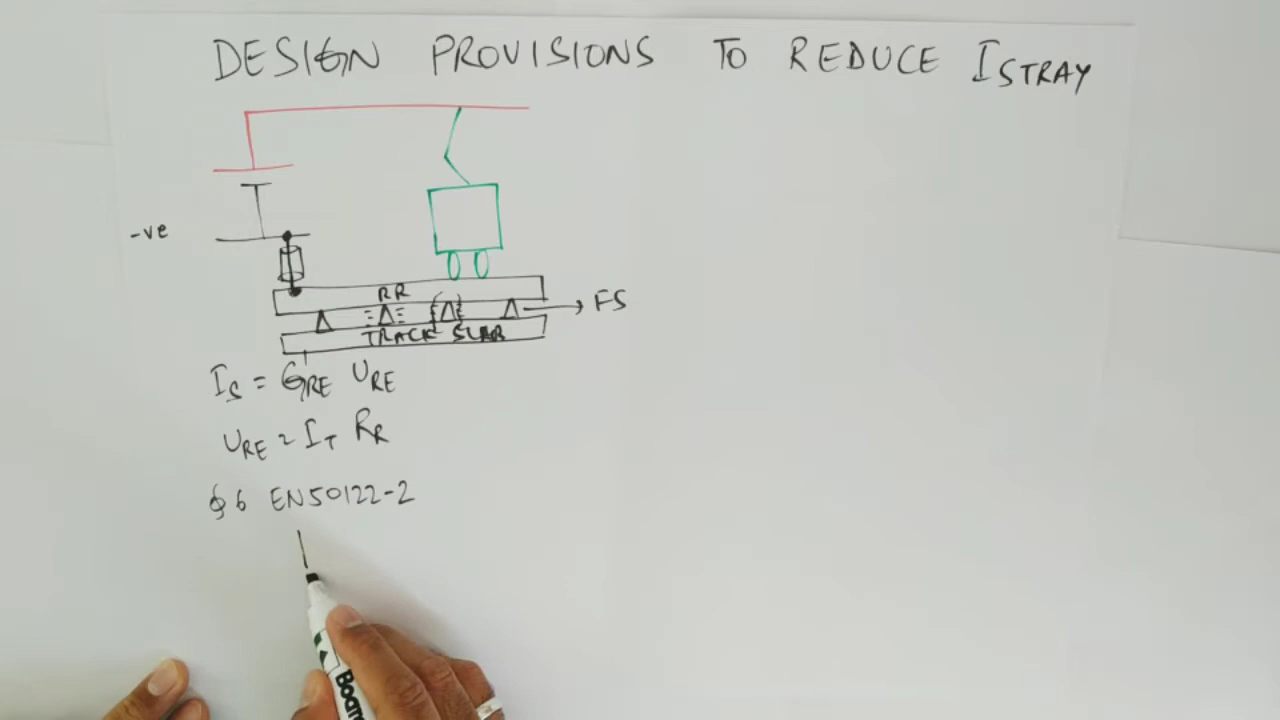 DESIGN PROVISIONS TO REDUCE ISTRAY
-ve
RR
FS
TRACK SLAB
IS = GRE URE
URE = IT RR
§ 6 EN50122-2
Board